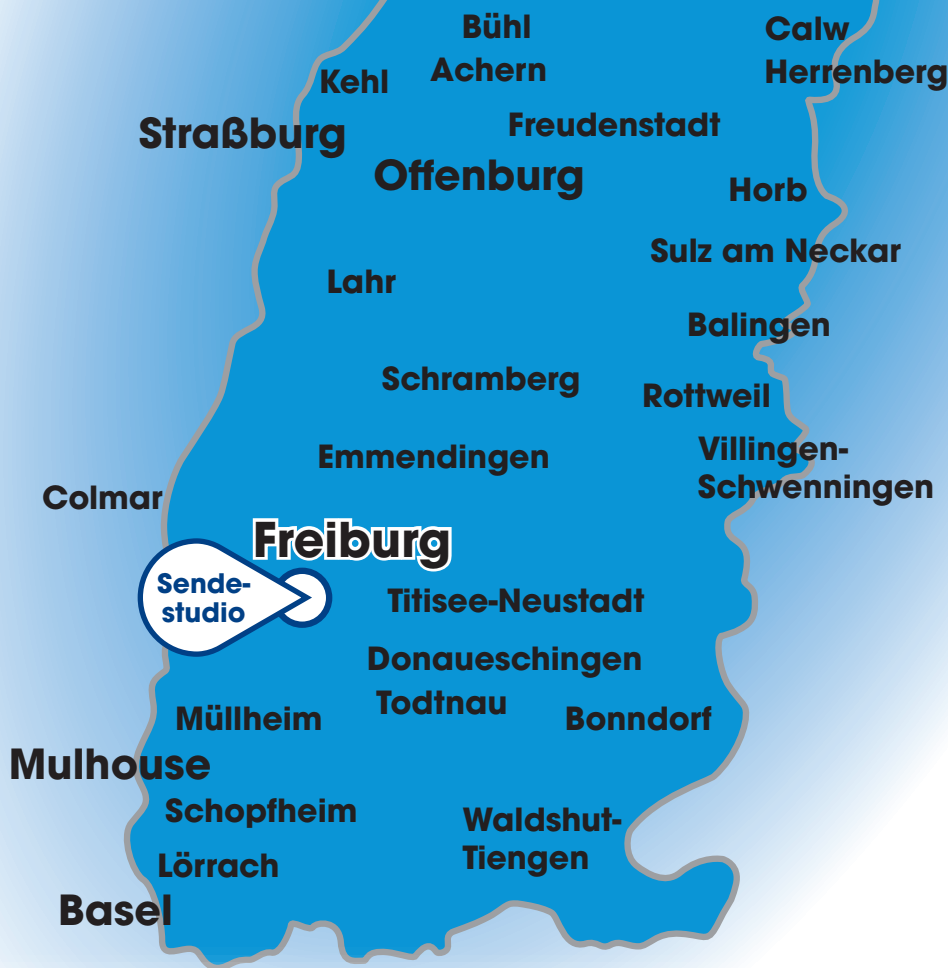 Bühl
Calw
Achern
Herrenberg
Kehl
Straßburg
Freudenstadt
Offenburg
Horb
Sulz am Neckar
Lahr
Balingen
Schramberg
Rottweil
Emmendingen
Villingen-
Schwenningen
Colmar
Freiburg
Sende-
studio
Titisee-Neustadt
Donaueschingen
Todtnau
Müllheim
Bonndorf
Mulhouse
Schopfheim
Waldshut-
Tiengen
Lörrach
Basel